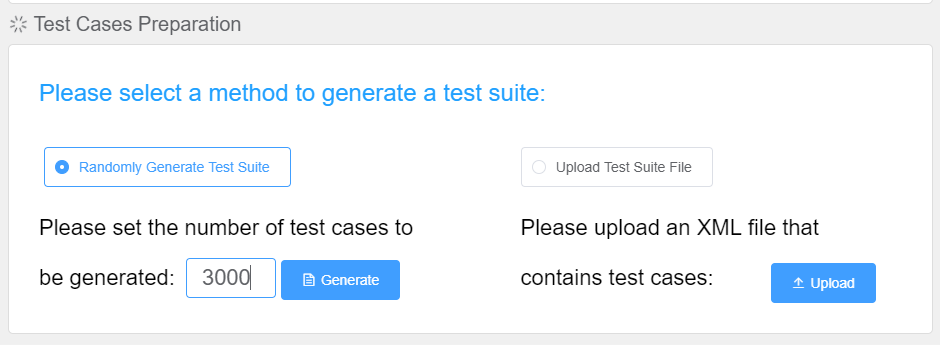 Test Cases Preparation
Please select a method to generate a test suite:
Randomly Generate Test Suite
Please set the number of test cases to
be generated: 3000 Generate
Upload Test Suite File
Please upload an XML file that
contains test cases: Upload